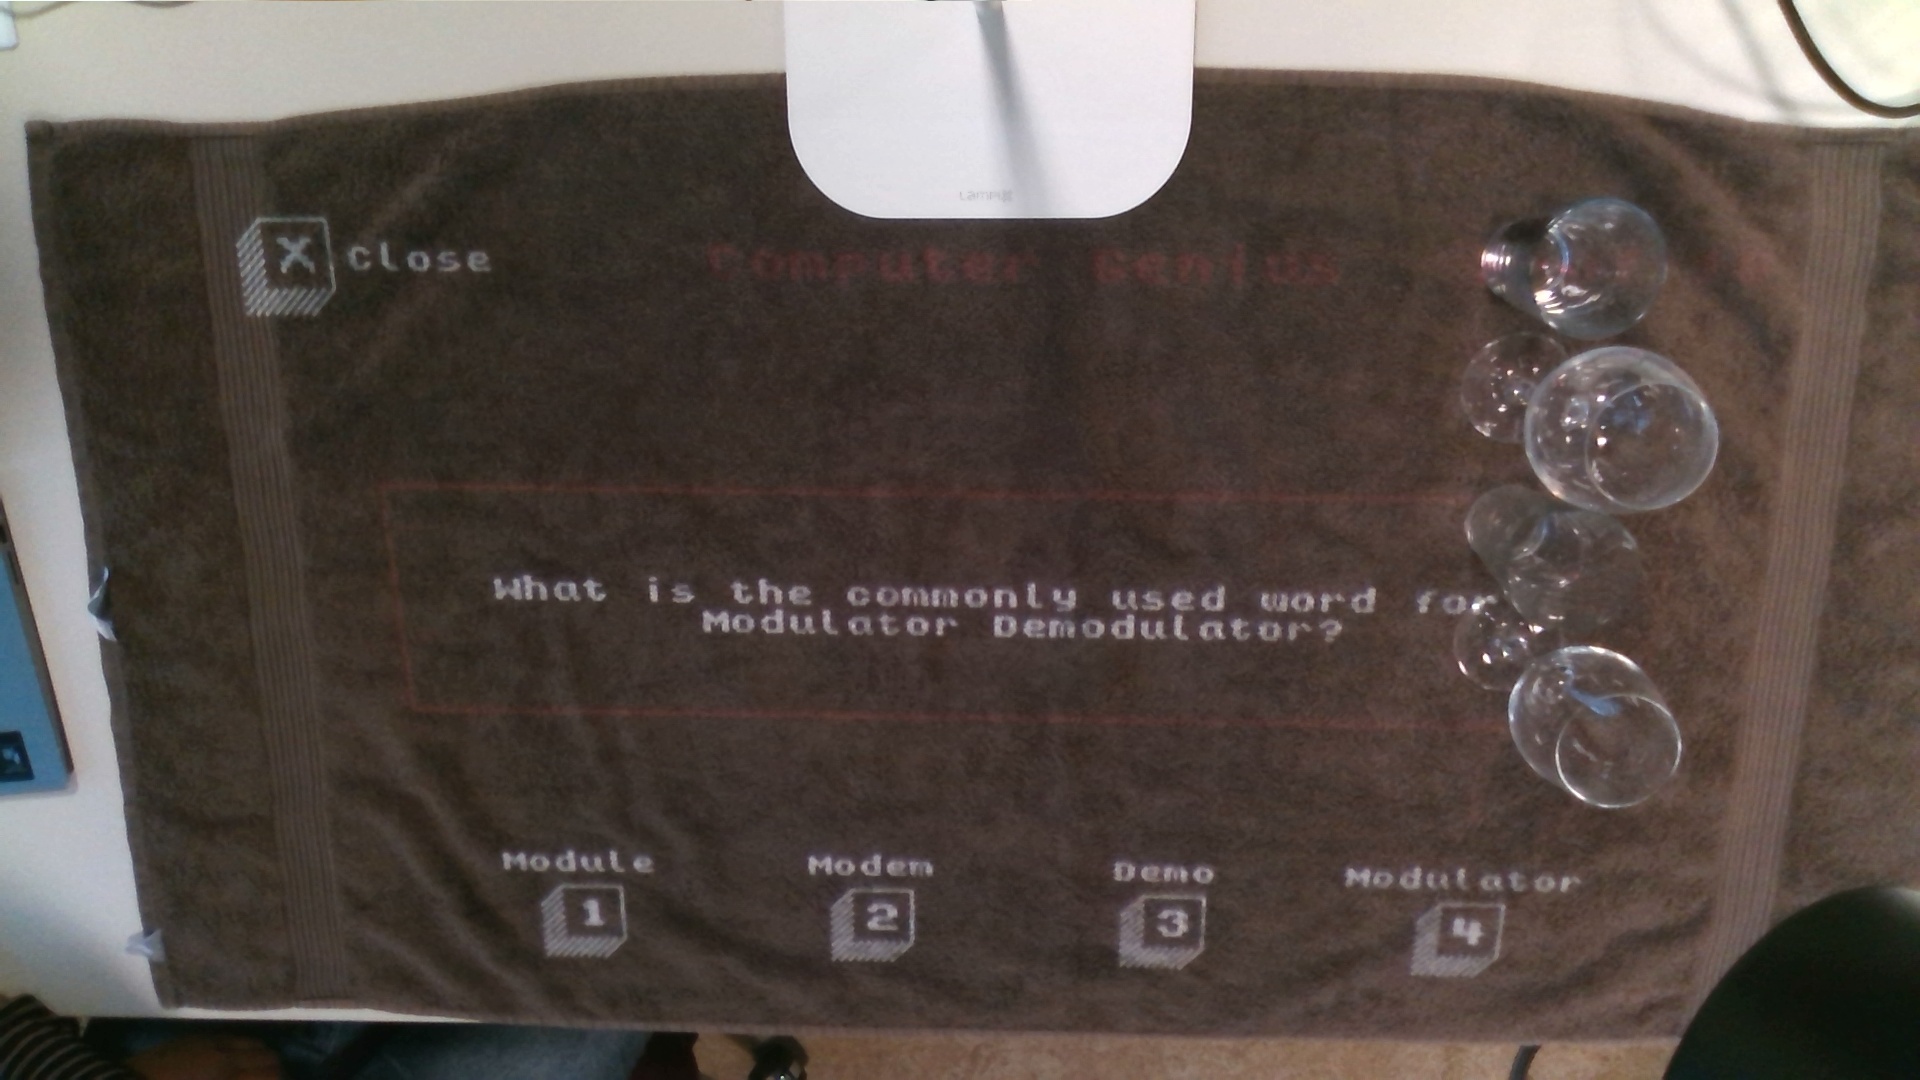 Lampix
X Close
Computer Genius
What is the commonly used word for
Modulator Demodulator?
Module
Modem
Demo
Modulator
1
2
3
4